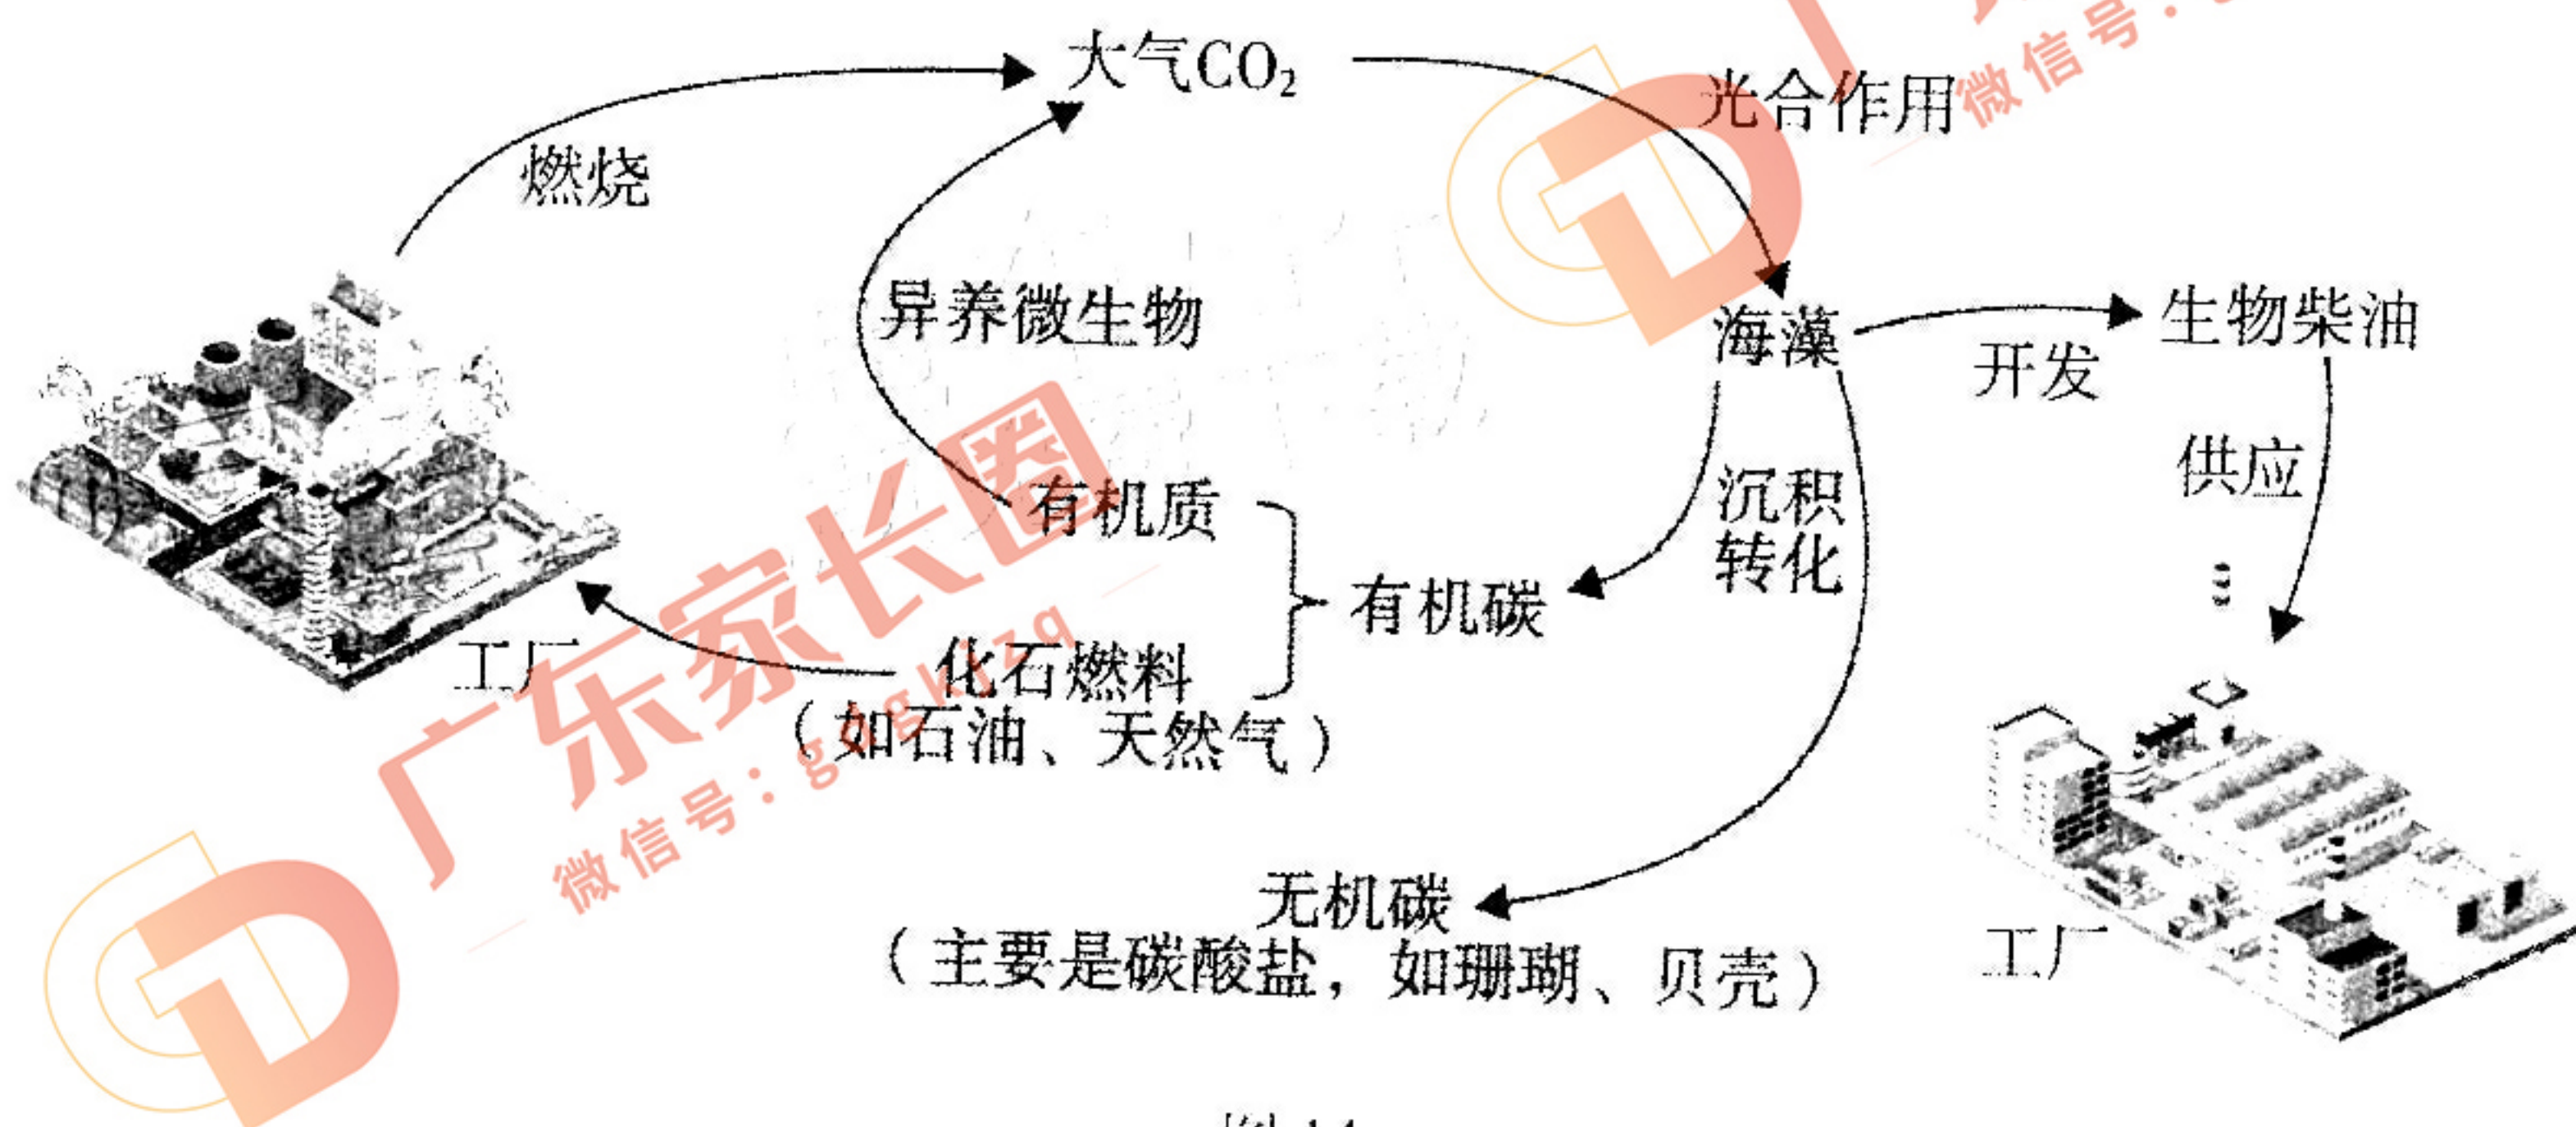 大气CO₂
光合作用
燃烧
异养微生物
海藻
开发
生物柴油
供应
有机质
沉积
转化
有机碳
工厂
化石燃料
（如石油、天然气）
无机碳
（主要是碳酸盐，如珊瑚、贝壳）
工厂
广东家长圈
微信号：gdgkjzq
微信号：